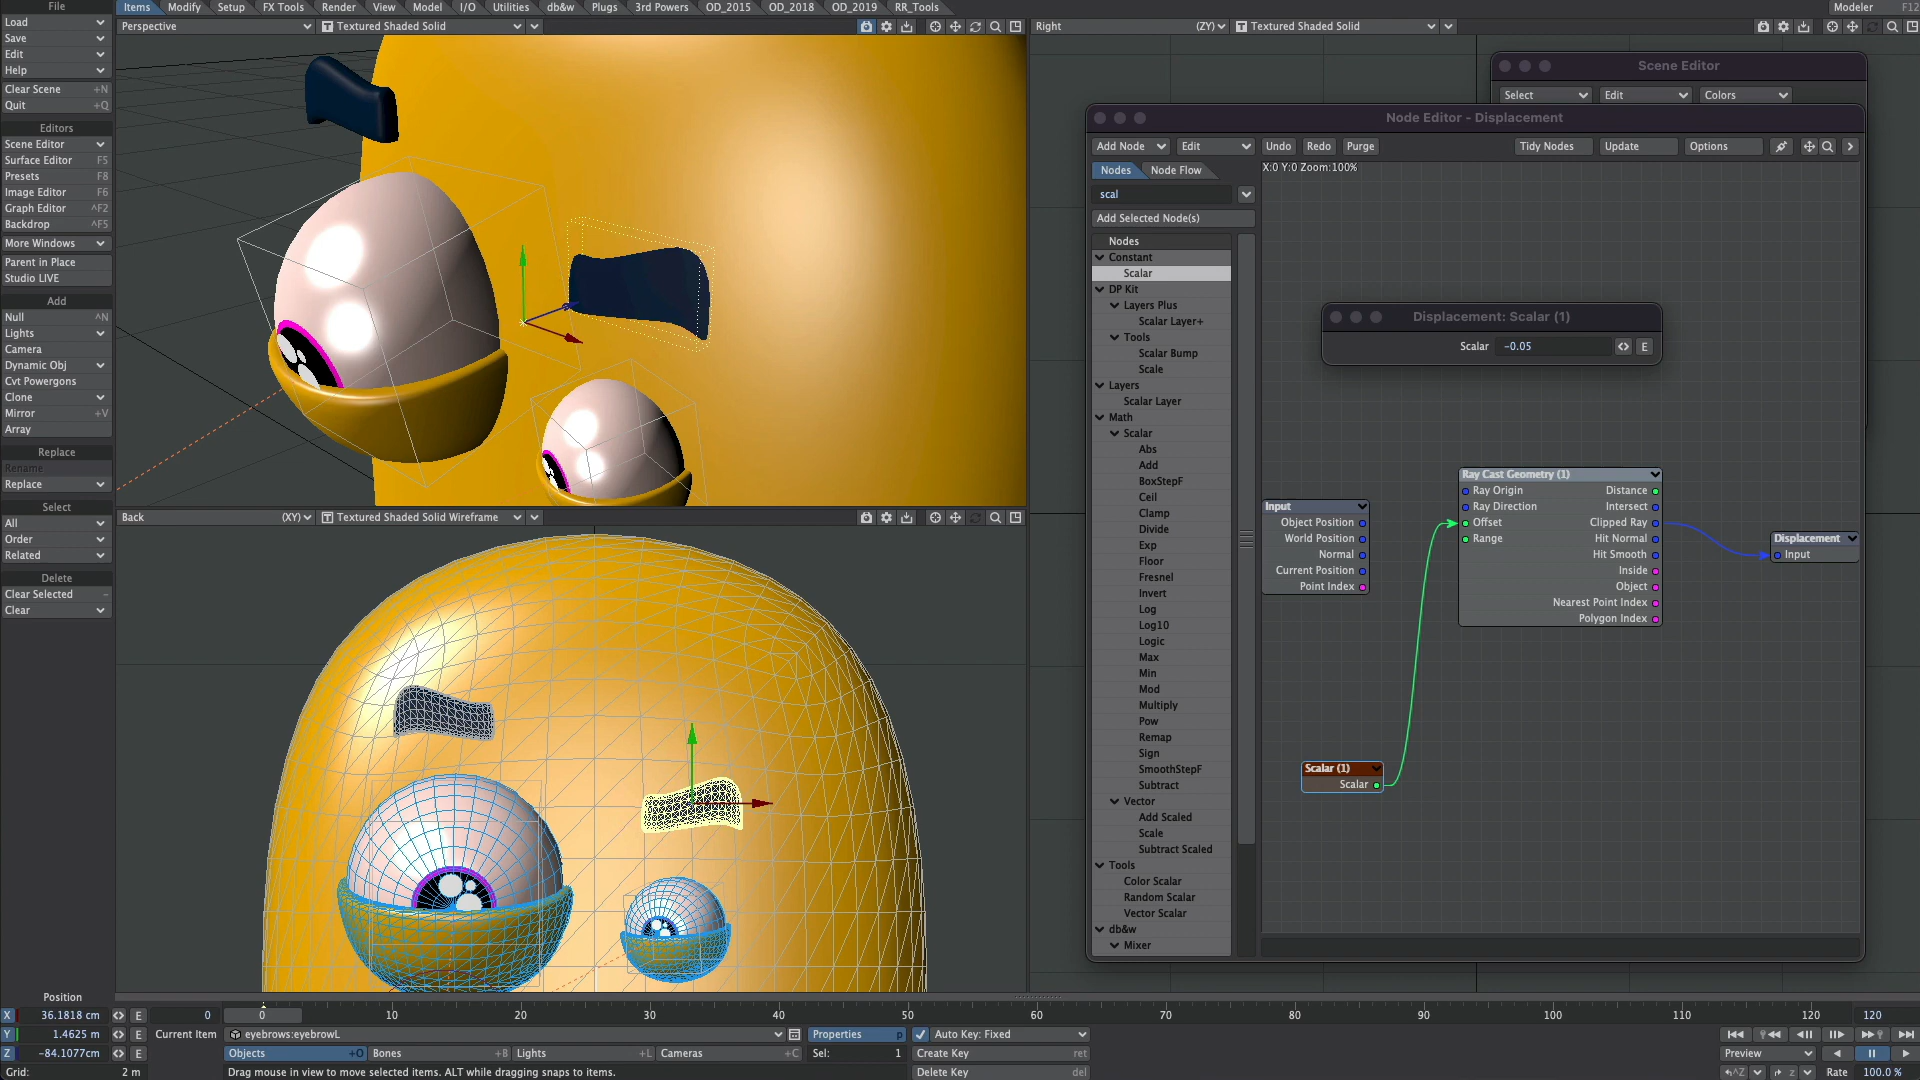 File
Items
Modify
Setup
FX Tools
Render
View
Model
I/O
Utilities
db&w
Plugs
3rd Powers
OD_2015
OD_2018
OD_2019
RR_Tools
Modeler F12
Load
Save
Edit
Help
Clear Scene +N
Quit +Q
Editors
Scene Editor
Surface Editor F5
Presets F8
Image Editor F6
Graph Editor ^F2
Backdrop ^F5
More Windows
Parent in Place
Studio LIVE
Add
Null ^N
Lights
Camera
Dynamic Obj
Cvt Powergons
Clone
Mirror +V
Array
Replace
Rename
Replace
Select
All
Order
Related
Delete
Clear Selected -
Clear
Perspective
Textured Shaded Solid
Right (ZY)
Textured Shaded Solid
Back (XY)
Textured Shaded Solid Wireframe
Scene Editor
Select
Edit
Colors
Node Editor - Displacement
Add Node
Edit
Undo
Redo
Purge
Tidy Nodes
Update
Options
Nodes
Node Flow
X:0 Y:0 Zoom:100%
scal
Add Selected Node(s)
Nodes
Constant
Scalar
DP Kit
Layers Plus
Scalar Layer+
Tools
Scalar Bump
Scale
Layers
Scalar Layer
Math
Scalar
Abs
Add
BoxStepF
Ceil
Clamp
Divide
Exp
Floor
Fresnel
Invert
Log
Log10
Logic
Max
Min
Mod
Multiply
Pow
Remap
Sign
SmoothStepF
Subtract
Vector
Add Scaled
Scale
Subtract Scaled
Tools
Color Scalar
Random Scalar
Vector Scalar
db&w
Mixer
Displacement: Scalar (1)
Scalar -0.05 E
Input
Object Position
World Position
Normal
Current Position
Point Index
Ray Cast Geometry (1)
Ray Origin Distance
Ray Direction Intersect
Offset Clipped Ray
Range Hit Normal
Hit Smooth
Inside
Object
Nearest Point Index
Polygon Index
Displacement
Input
Scalar (1)
Scalar
Position
X 36.1818 cm E
Y 1.4625 m E
Z -84.1077cm E
Grid: 2 m
0
0 10 20 30 40 50 60 70 80 90 100 110 120
120
Current Item eyebrows:eyebrowL
Properties p
Auto Key: Fixed
Objects +O
Bones +B
Lights +L
Cameras +C
Sel: 1
Create Key ret
Drag mouse in view to move selected items. ALT while dragging snaps to items.
Delete Key del
Preview
^Z
z
Rate 100.0 %